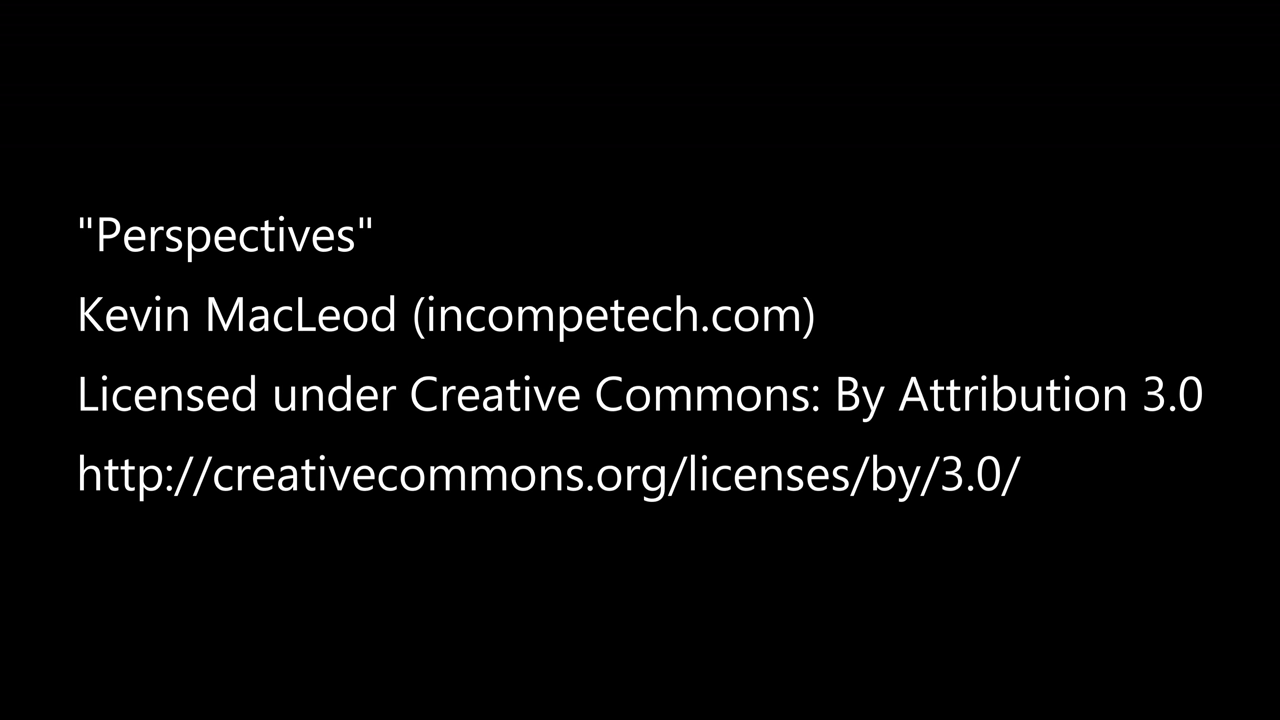 "Perspectives"
Kevin MacLeod (incompetech.com)
Licensed under Creative Commons: By Attribution 3.0
http://creativecommons.org/licenses/by/3.0/